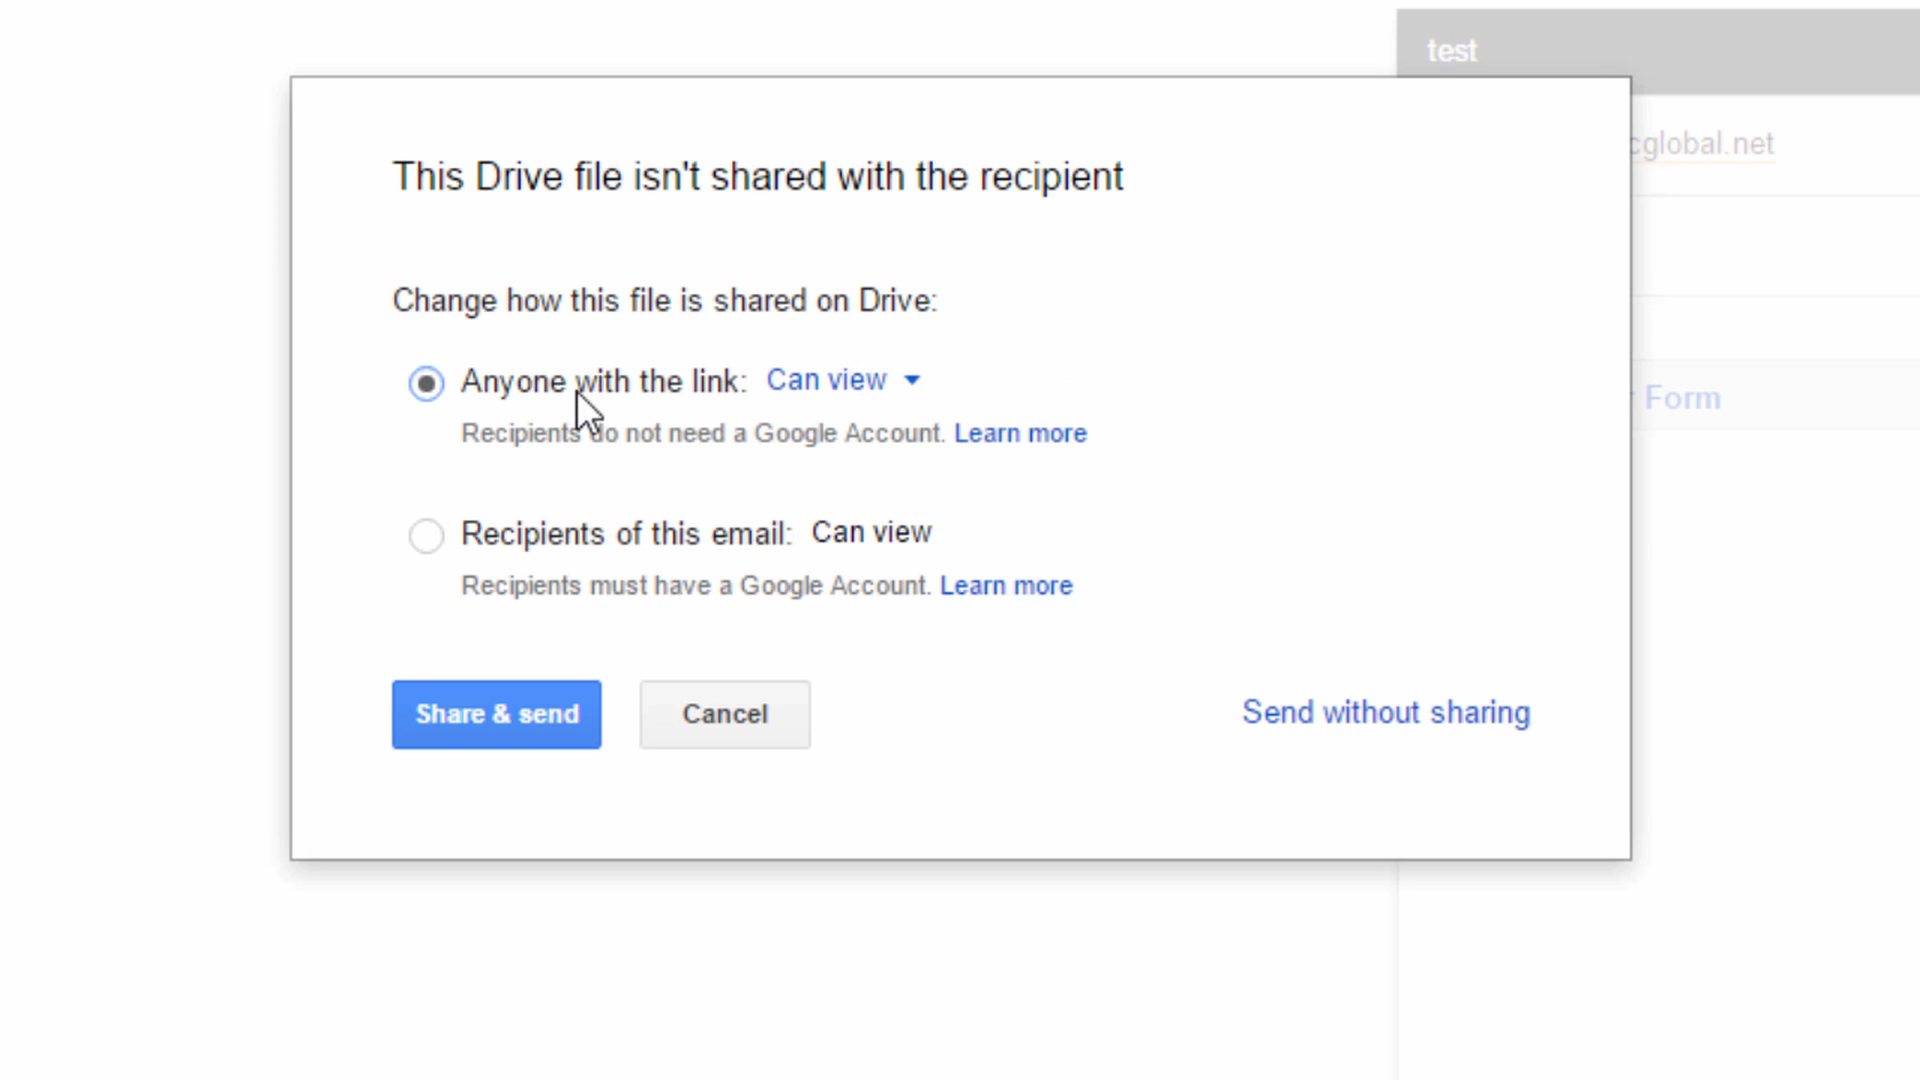 test
This Drive file isn't shared with the recipient
cglobal.net
Change how this file is shared on Drive:
Anyone with the link: Can view
Form
Recipients do not need a Google Account. Learn more
Recipients of this email: Can view
Recipients must have a Google Account. Learn more
Share & send
Cancel
Send without sharing